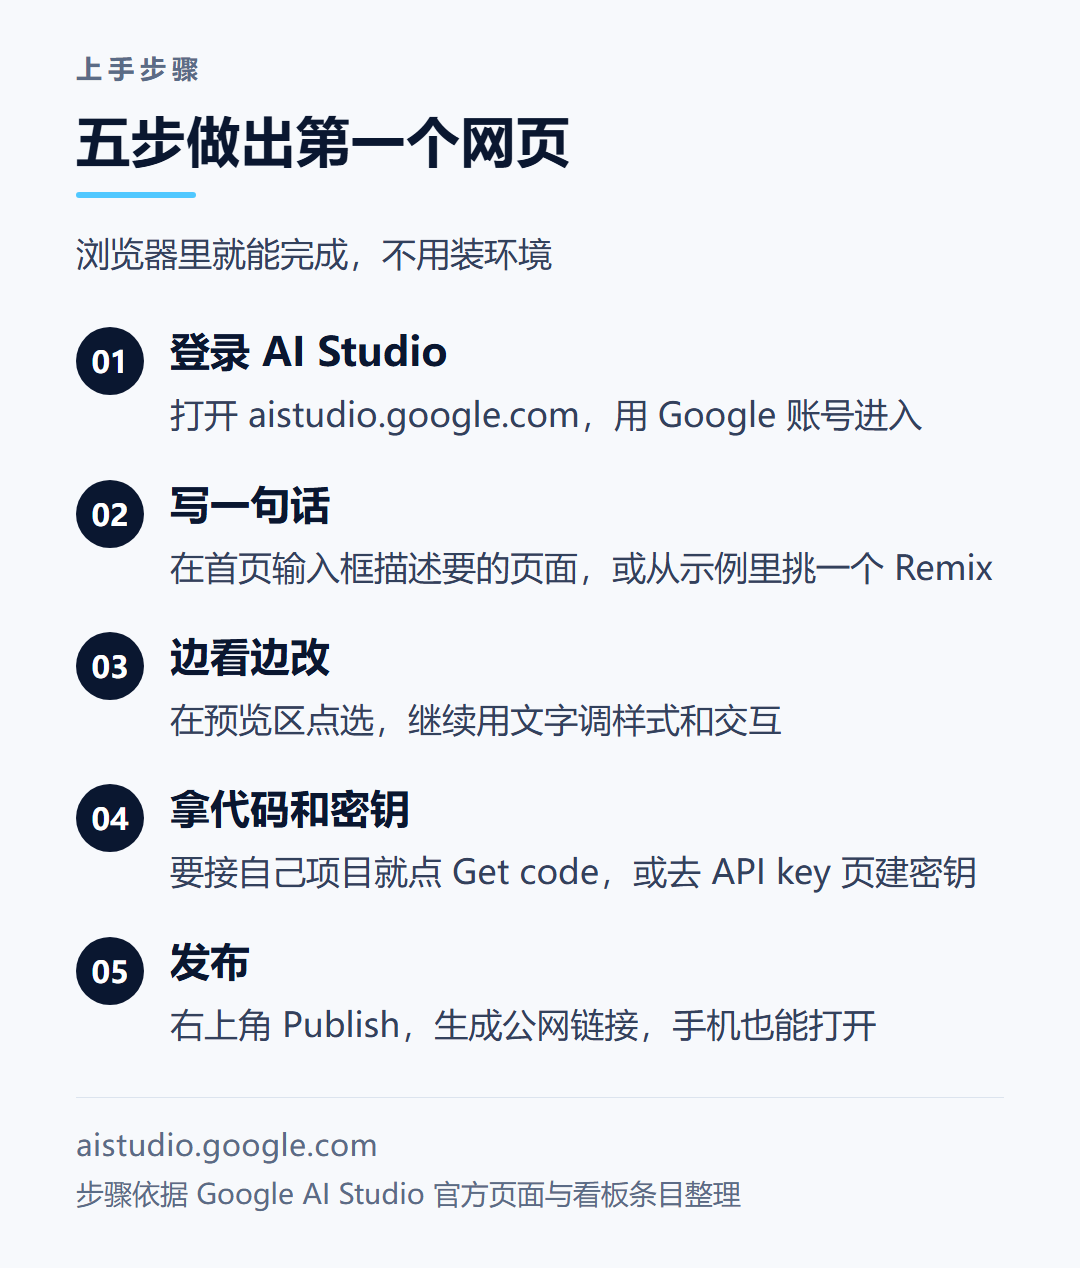 上手步骤
五步做出第一个网页
浏览器里就能完成，不用装环境
01 登录 AI Studio
打开 aistudio.google.com，用 Google 账号进入
02 写一句话
在首页输入框描述要的页面，或从示例里挑一个 Remix
03 边看边改
在预览区点选，继续用文字调样式和交互
04 拿代码和密钥
要接自己项目就点 Get code，或去 API key 页建密钥
05 发布
右上角 Publish，生成公网链接，手机也能打开
aistudio.google.com
步骤依据 Google AI Studio 官方页面与看板条目整理